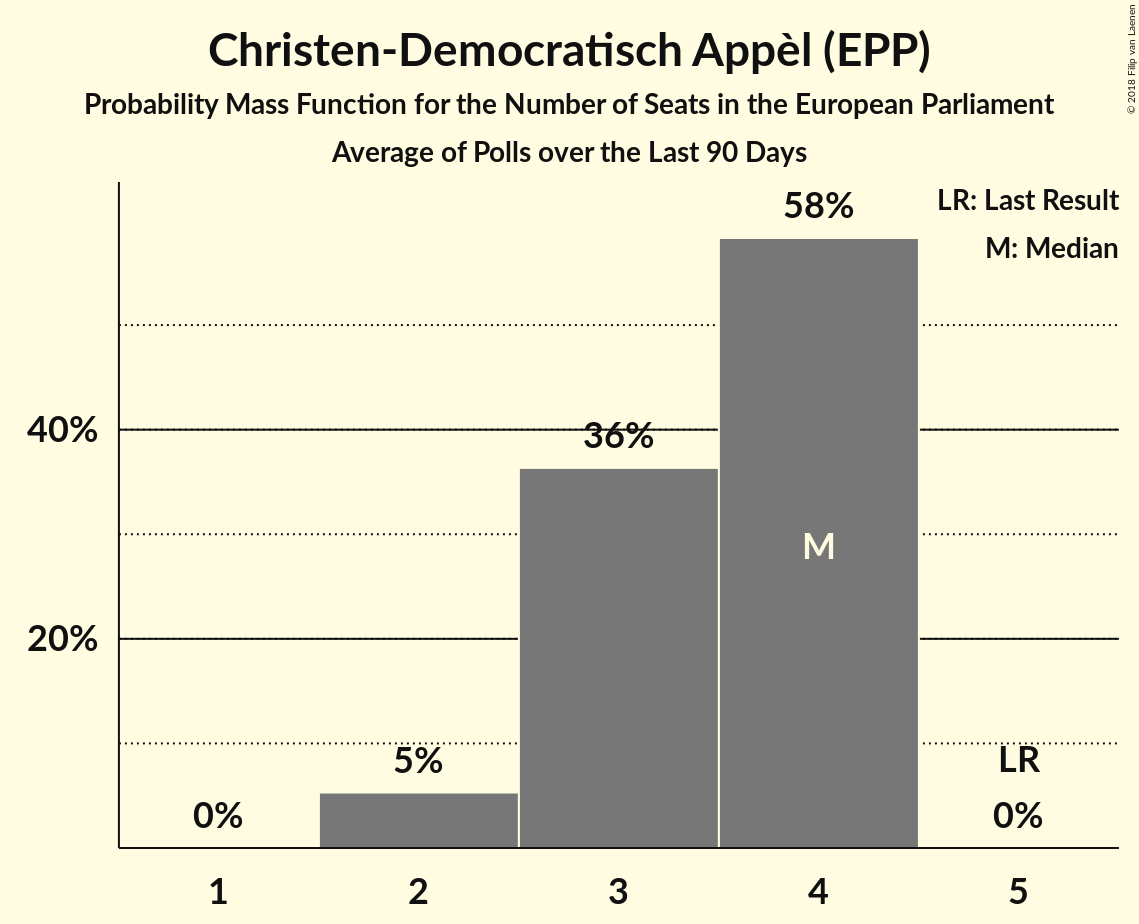 Christen-Democratisch Appèl (EPP)
Probability Mass Function for the Number of Seats in the European Parliament
Average of Polls over the Last 90 Days
© 2018 Filip van Laenen
LR: Last Result
M: Median
58%
40%
36%
M
20%
5%
LR
0%
0%
1 2 3 4 5